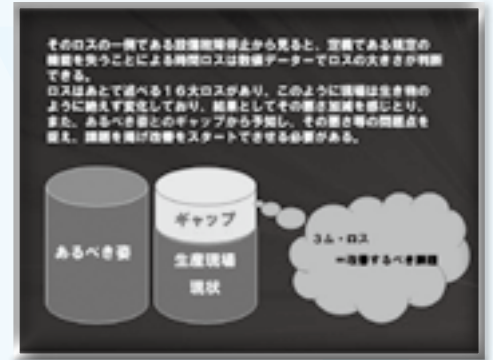 そのロスの一例である設備故障停止から見ると、定義である規定の
機能を失うことによる時間ロスは数値データーでロスの大きさが判断
できる。
ロスはあとで述べる16大ロスがあり、このように現場は生き物の
ように絶えず変化しており、結果としてその悪さ加減を感じとり、
また、あるべき姿とのギャップから予知し、その悪さ等の問題点を
捉え、課題を掲げ改善をスタートさせる必要がある。
あるべき姿
ギャップ
生産現場
現状
3ム・ロス
＝改善するべき課題